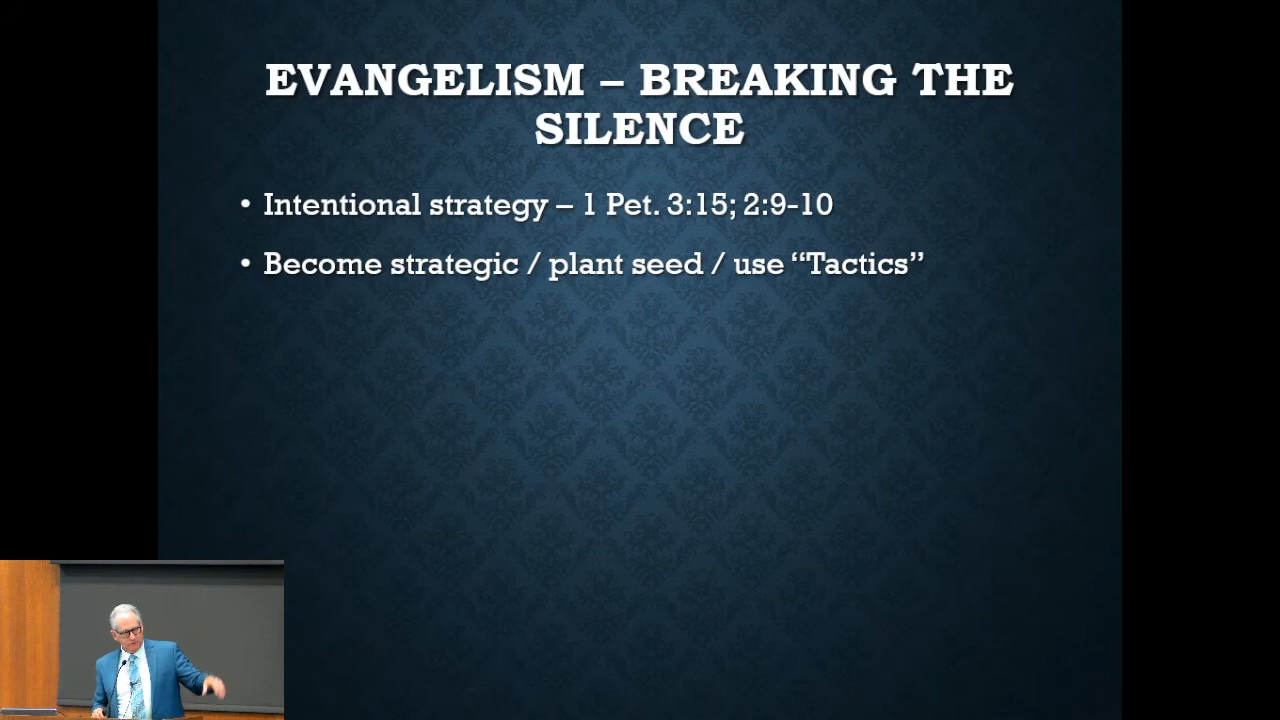 EVANGELISM – BREAKING THE
SILENCE
• Intentional strategy – 1 Pet. 3:15; 2:9-10
• Become strategic / plant seed / use “Tactics”